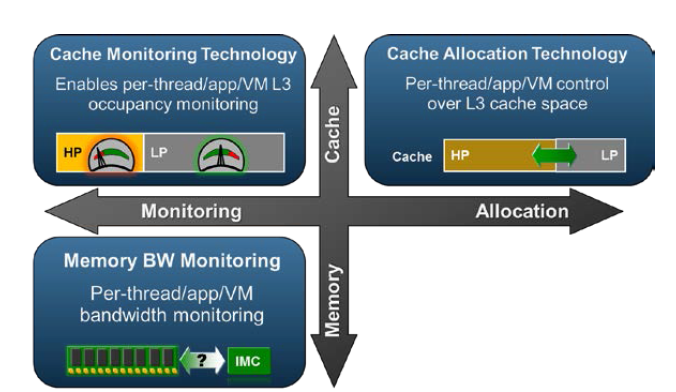 Cache Monitoring Technology
Enables per-thread/app/VM L3
occupancy monitoring
HP
LP
Cache
Cache Allocation Technology
Per-thread/app/VM control
over L3 cache space
Cache
HP
LP
Monitoring
Allocation
Memory BW Monitoring
Per-thread/app/VM
bandwidth monitoring
?
IMC
Memory